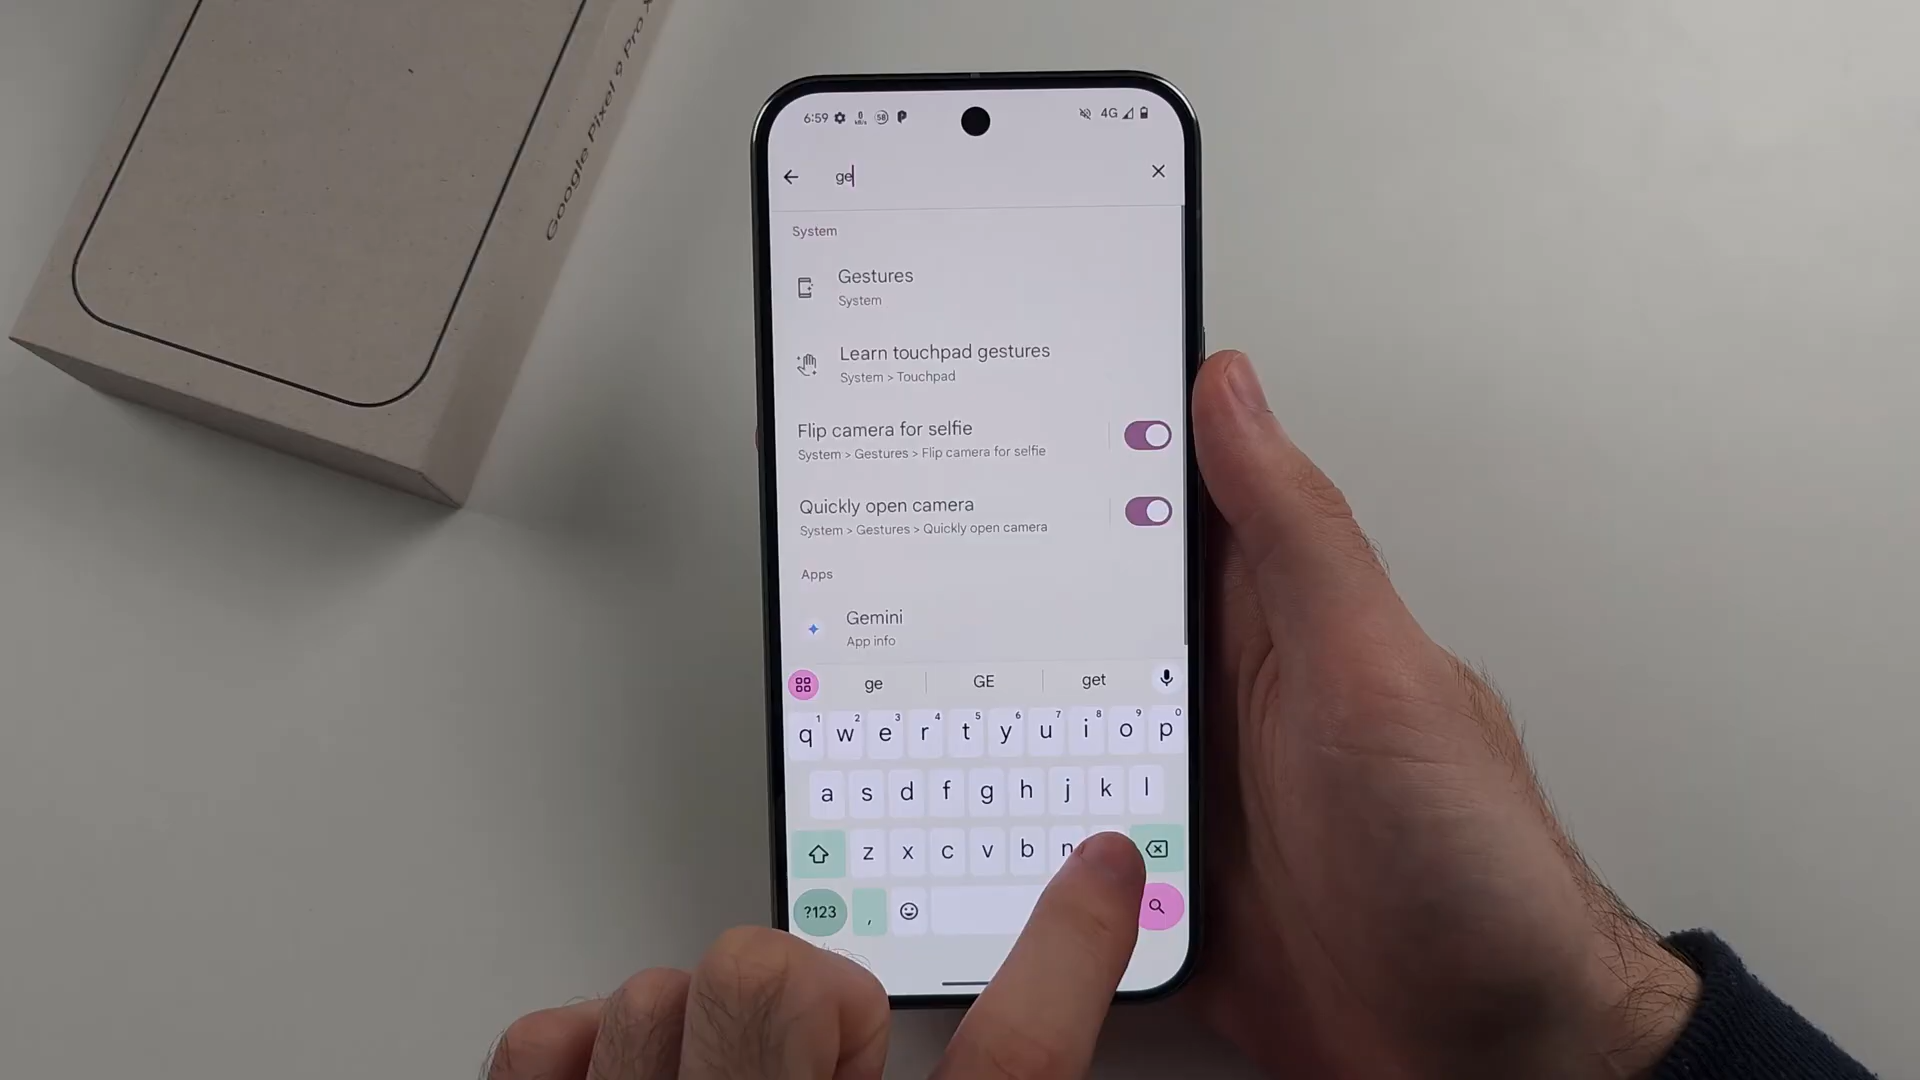 Google Pixel 9 Pro X
6:59
58
4G
ge
System
Gestures
System
Learn touchpad gestures
System > Touchpad
Flip camera for selfie
System > Gestures > Flip camera for selfie
Quickly open camera
System > Gestures > Quickly open camera
Apps
Gemini
App info
ge GE get
q 1 w 2 e 3 r 4 t 5 y 6 u 7 i 8 o 9 p 0
a s d f g h j k l
z x c v b n
?123 ,